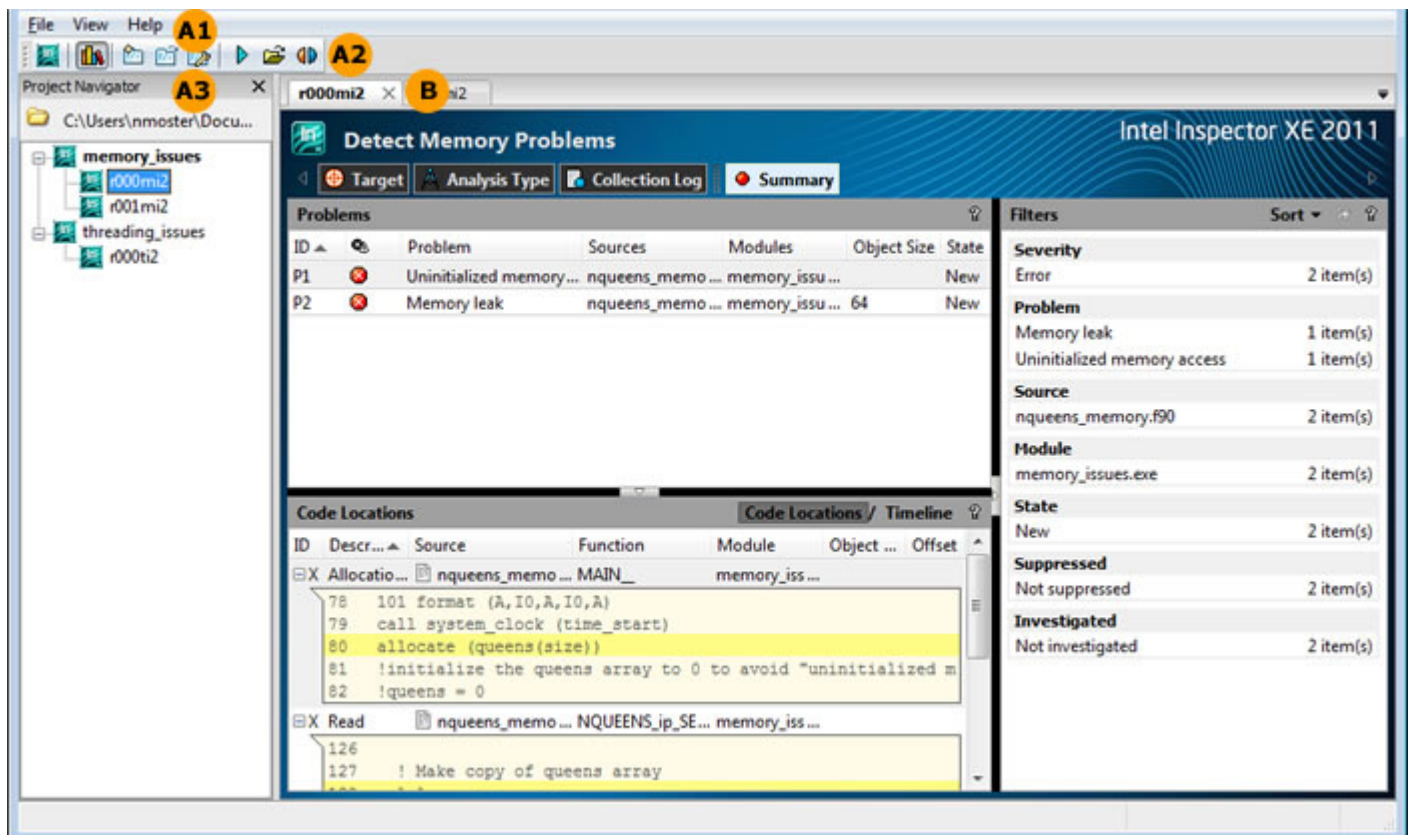 File View Help A1
A2
Project Navigator A3
C:\Users\nmoster\Docu...
memory_issues
r000mi2
r001mi2
threading_issues
r000ti2
r000mi2 B mi2
Detect Memory Problems
Intel Inspector XE 2011
Target Analysis Type Collection Log Summary
Problems
ID Problem Sources Modules Object Size State
P1 Uninitialized memory... nqueens_memo... memory_issu... New
P2 Memory leak nqueens_memo... memory_issu... 64 New
Code Locations Code Locations / Timeline
ID Descr... Source Function Module Object ... Offset
X Allocatio... nqueens_memo... MAIN__ memory_iss...
78 101 format (A,I0,A,I0,A)
79 call system_clock (time_start)
80 allocate (queens(size))
81 !initialize the queens array to 0 to avoid "uninitialized m
82 !queens = 0
X Read nqueens_memo... NQUEENS_ip_SE... memory_iss...
126
127 ! Make copy of queens array
Filters Sort
Severity
Error 2 item(s)
Problem
Memory leak 1 item(s)
Uninitialized memory access 1 item(s)
Source
nqueens_memory.f90 2 item(s)
Module
memory_issues.exe 2 item(s)
State
New 2 item(s)
Suppressed
Not suppressed 2 item(s)
Investigated
Not investigated 2 item(s)